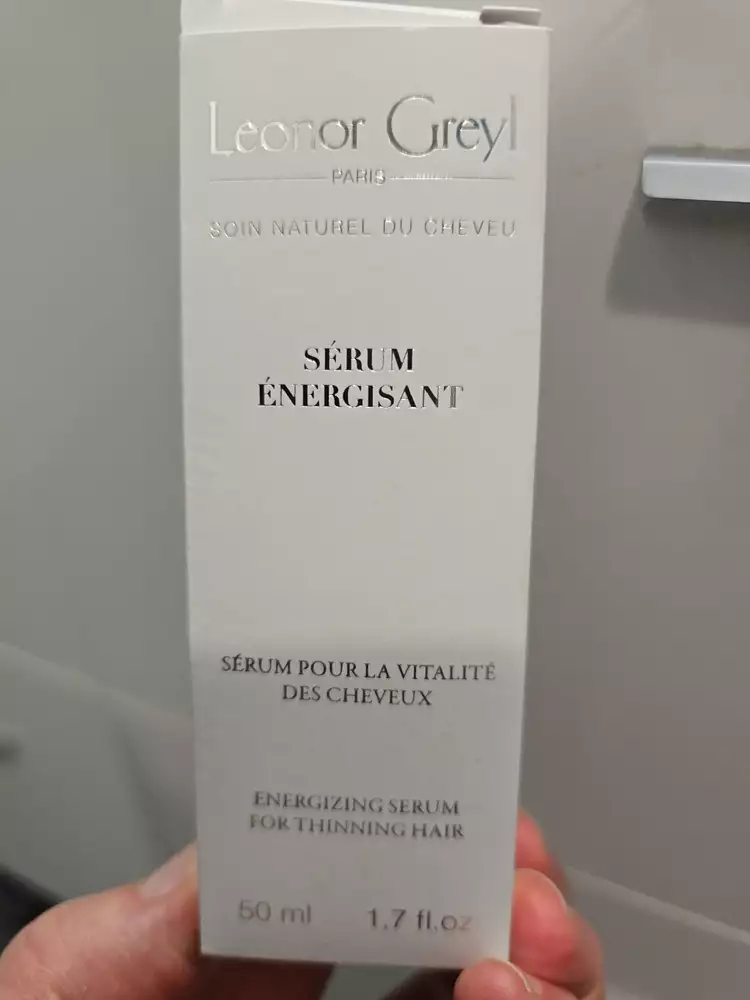 Leonor Greyl
PARIS
SOIN NATUREL DU CHEVEU
SÉRUM
ÉNERGISANT
SÉRUM POUR LA VITALITÉ
DES CHEVEUX
ENERGIZING SERUM
FOR THINNING HAIR
50 ml 1.7 fl.oz